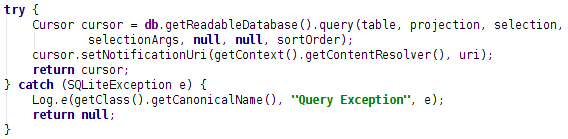 try {
    Cursor cursor = db.getReadableDatabase().query(table, projection, selection,
            selectionArgs, null, null, sortOrder);
    cursor.setNotificationUri(getContext().getContentResolver(), uri);
    return cursor;
} catch (SQLiteException e) {
    Log.e(getClass().getCanonicalName(), "Query Exception", e);
    return null;
}